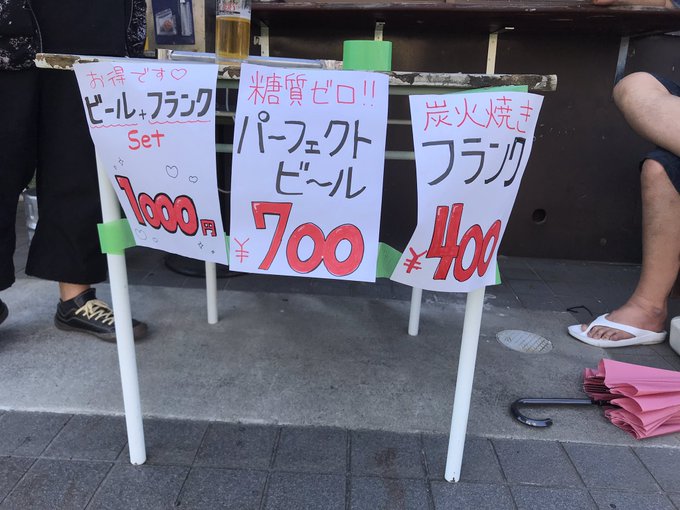 お得です♡
ビール+フランク
Set
1000円
糖質ゼロ!!
パーフェクト
ビ〜ル
¥700
炭火焼き
フランク
¥400